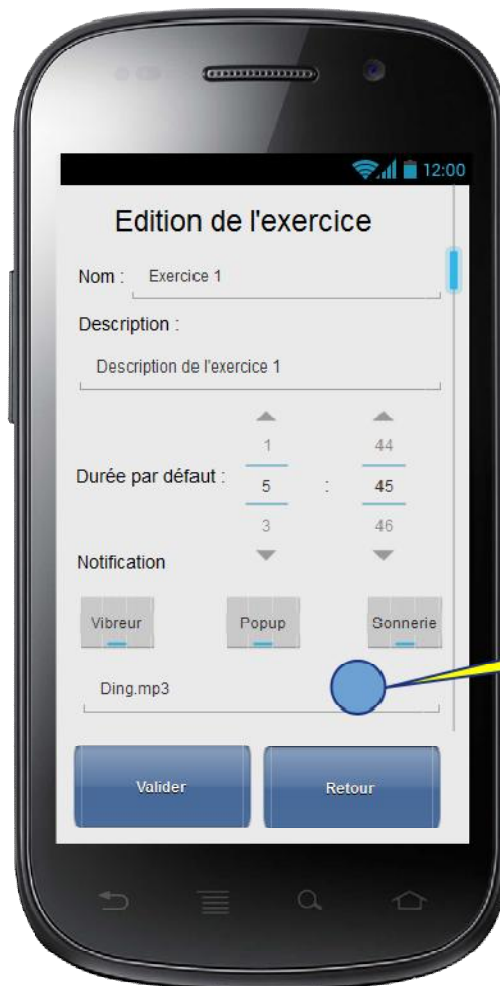 12:00
Edition de l'exercice
Nom : Exercice 1
Description :
Description de l'exercice 1
1 44
Durée par défaut : 5 : 45
3 46
Notification
Vibreur Popup Sonnerie
Ding.mp3
Valider Retour